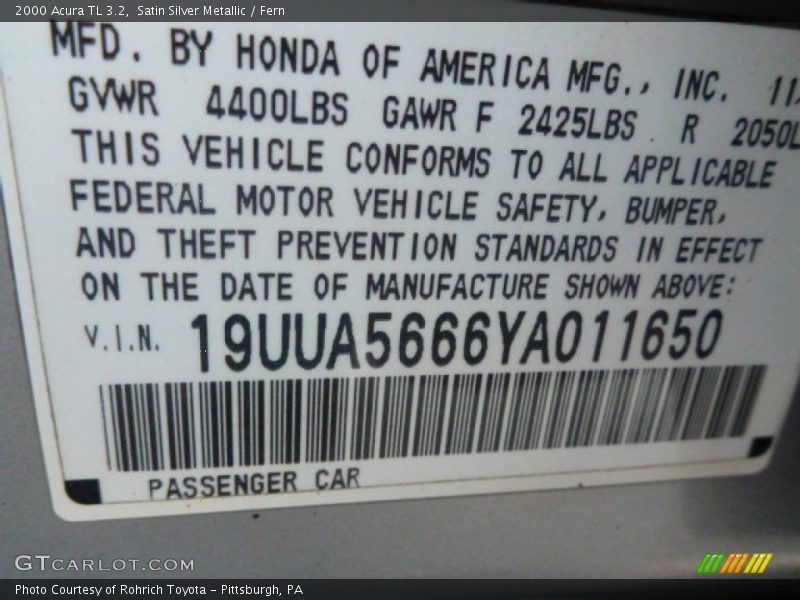 2000 Acura TL 3.2, Satin Silver Metallic / Fern
MFD. BY HONDA OF AMERICA MFG., INC. 11
GVWR 4400LBS GAWR F 2425LBS R 2050L
THIS VEHICLE CONFORMS TO ALL APPLICABLE
FEDERAL MOTOR VEHICLE SAFETY, BUMPER,
AND THEFT PREVENTION STANDARDS IN EFFECT
ON THE DATE OF MANUFACTURE SHOWN ABOVE:
V.I.N. 19UUA5666YA011650
PASSENGER CAR
GTCARLOT.COM
Photo Courtesy of Rohrich Toyota - Pittsburgh, PA